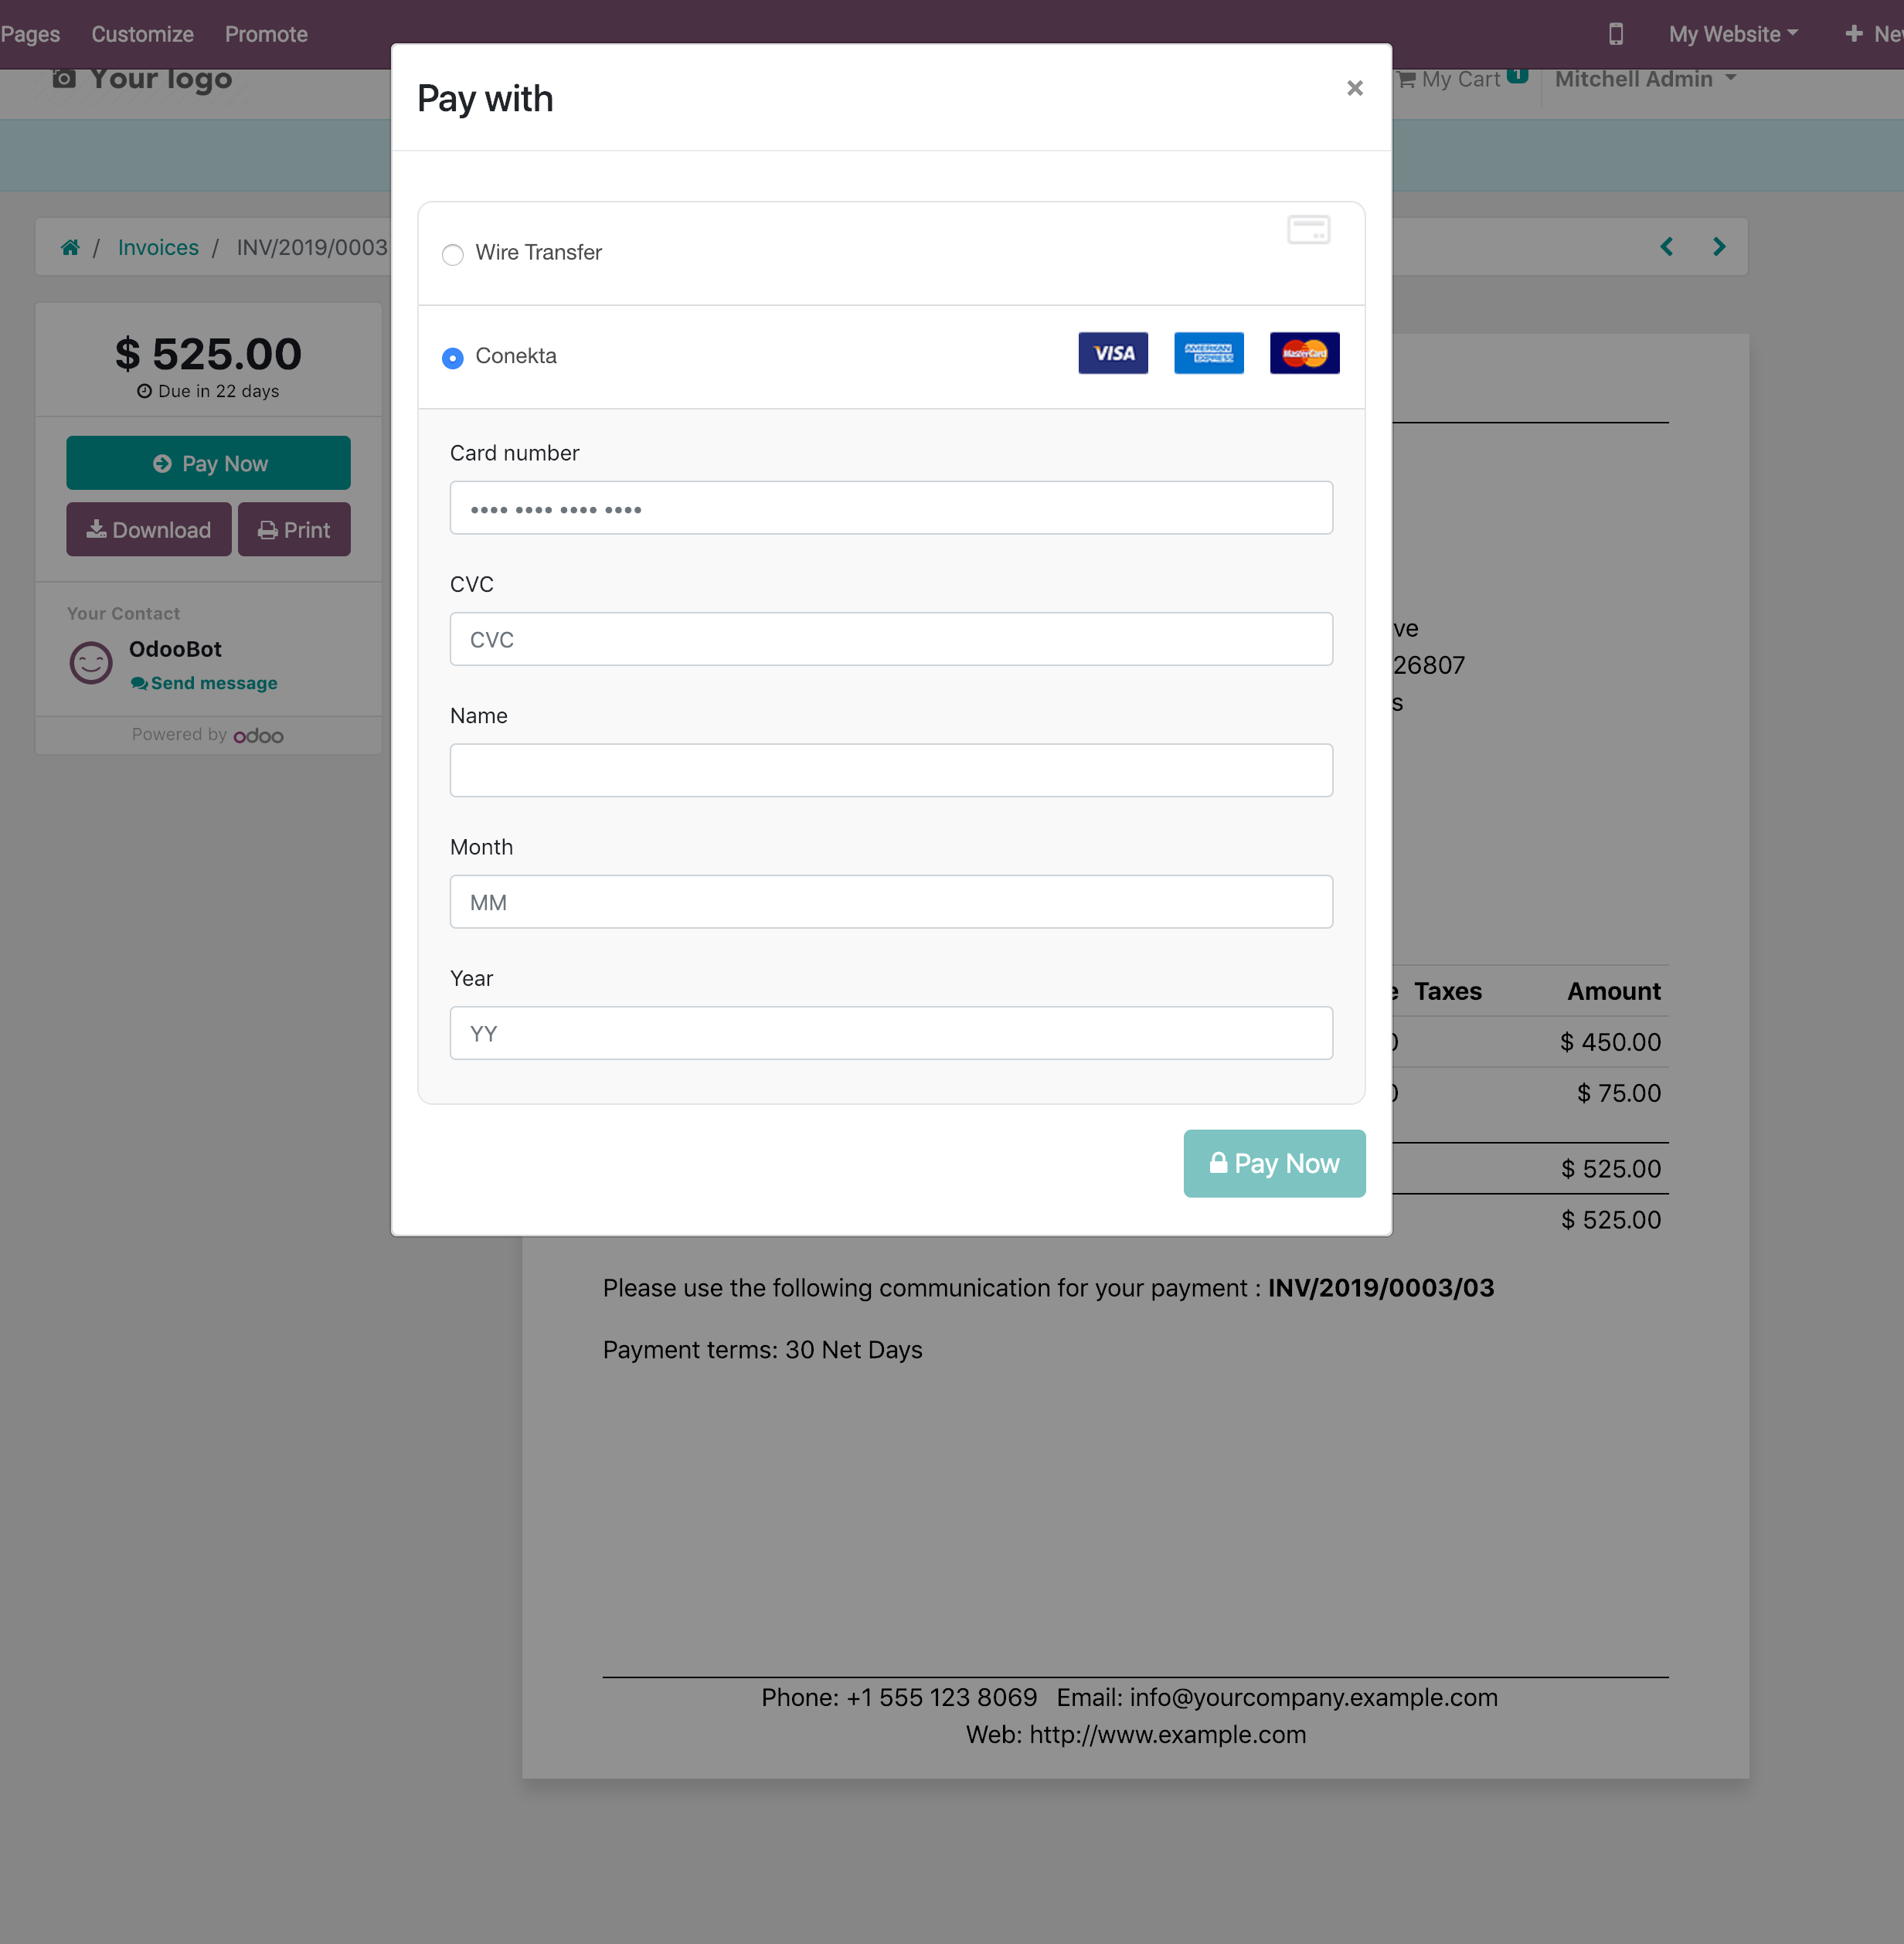 Pages Customize Promote My Website
Your logo My Cart 1 Mitchell Admin
Pay with
×
/ Invoices / INV/2019/0003
$ 525.00
Due in 22 days
Pay Now
Download Print
Your Contact
OdooBot
Send message
Powered by odoo
Wire Transfer
Conekta VISA AMERICAN EXPRESS MasterCard
Card number
•••• •••• •••• ••••
CVC
CVC
Name
Month
MM
Year
YY
Pay Now
26807
Taxes Amount
$ 450.00
$ 75.00
$ 525.00
$ 525.00
Please use the following communication for your payment : INV/2019/0003/03
Payment terms: 30 Net Days
Phone: +1 555 123 8069 Email: info@yourcompany.example.com
Web: http://www.example.com